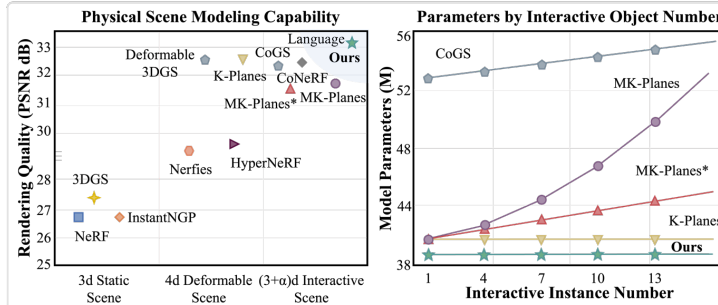 Physical Scene Modeling Capability
Rendering Quality (PSNR dB)
33
32
31
30
28
27
26
25
Language
Ours
Deformable
3DGS
CoGS
K-Planes
CoNeRF
MK-Planes*
MK-Planes
Nerfies
HyperNeRF
3DGS
NeRF
InstantNGP
3d Static
Scene
4d Deformable
Scene
(3+α)d Interactive
Scene
Parameters by Interactive Object Number
Model Parameters (M)
56
52
48
44
38
CoGS
MK-Planes
MK-Planes*
K-Planes
Ours
1
4
7
10
13
Interactive Instance Number